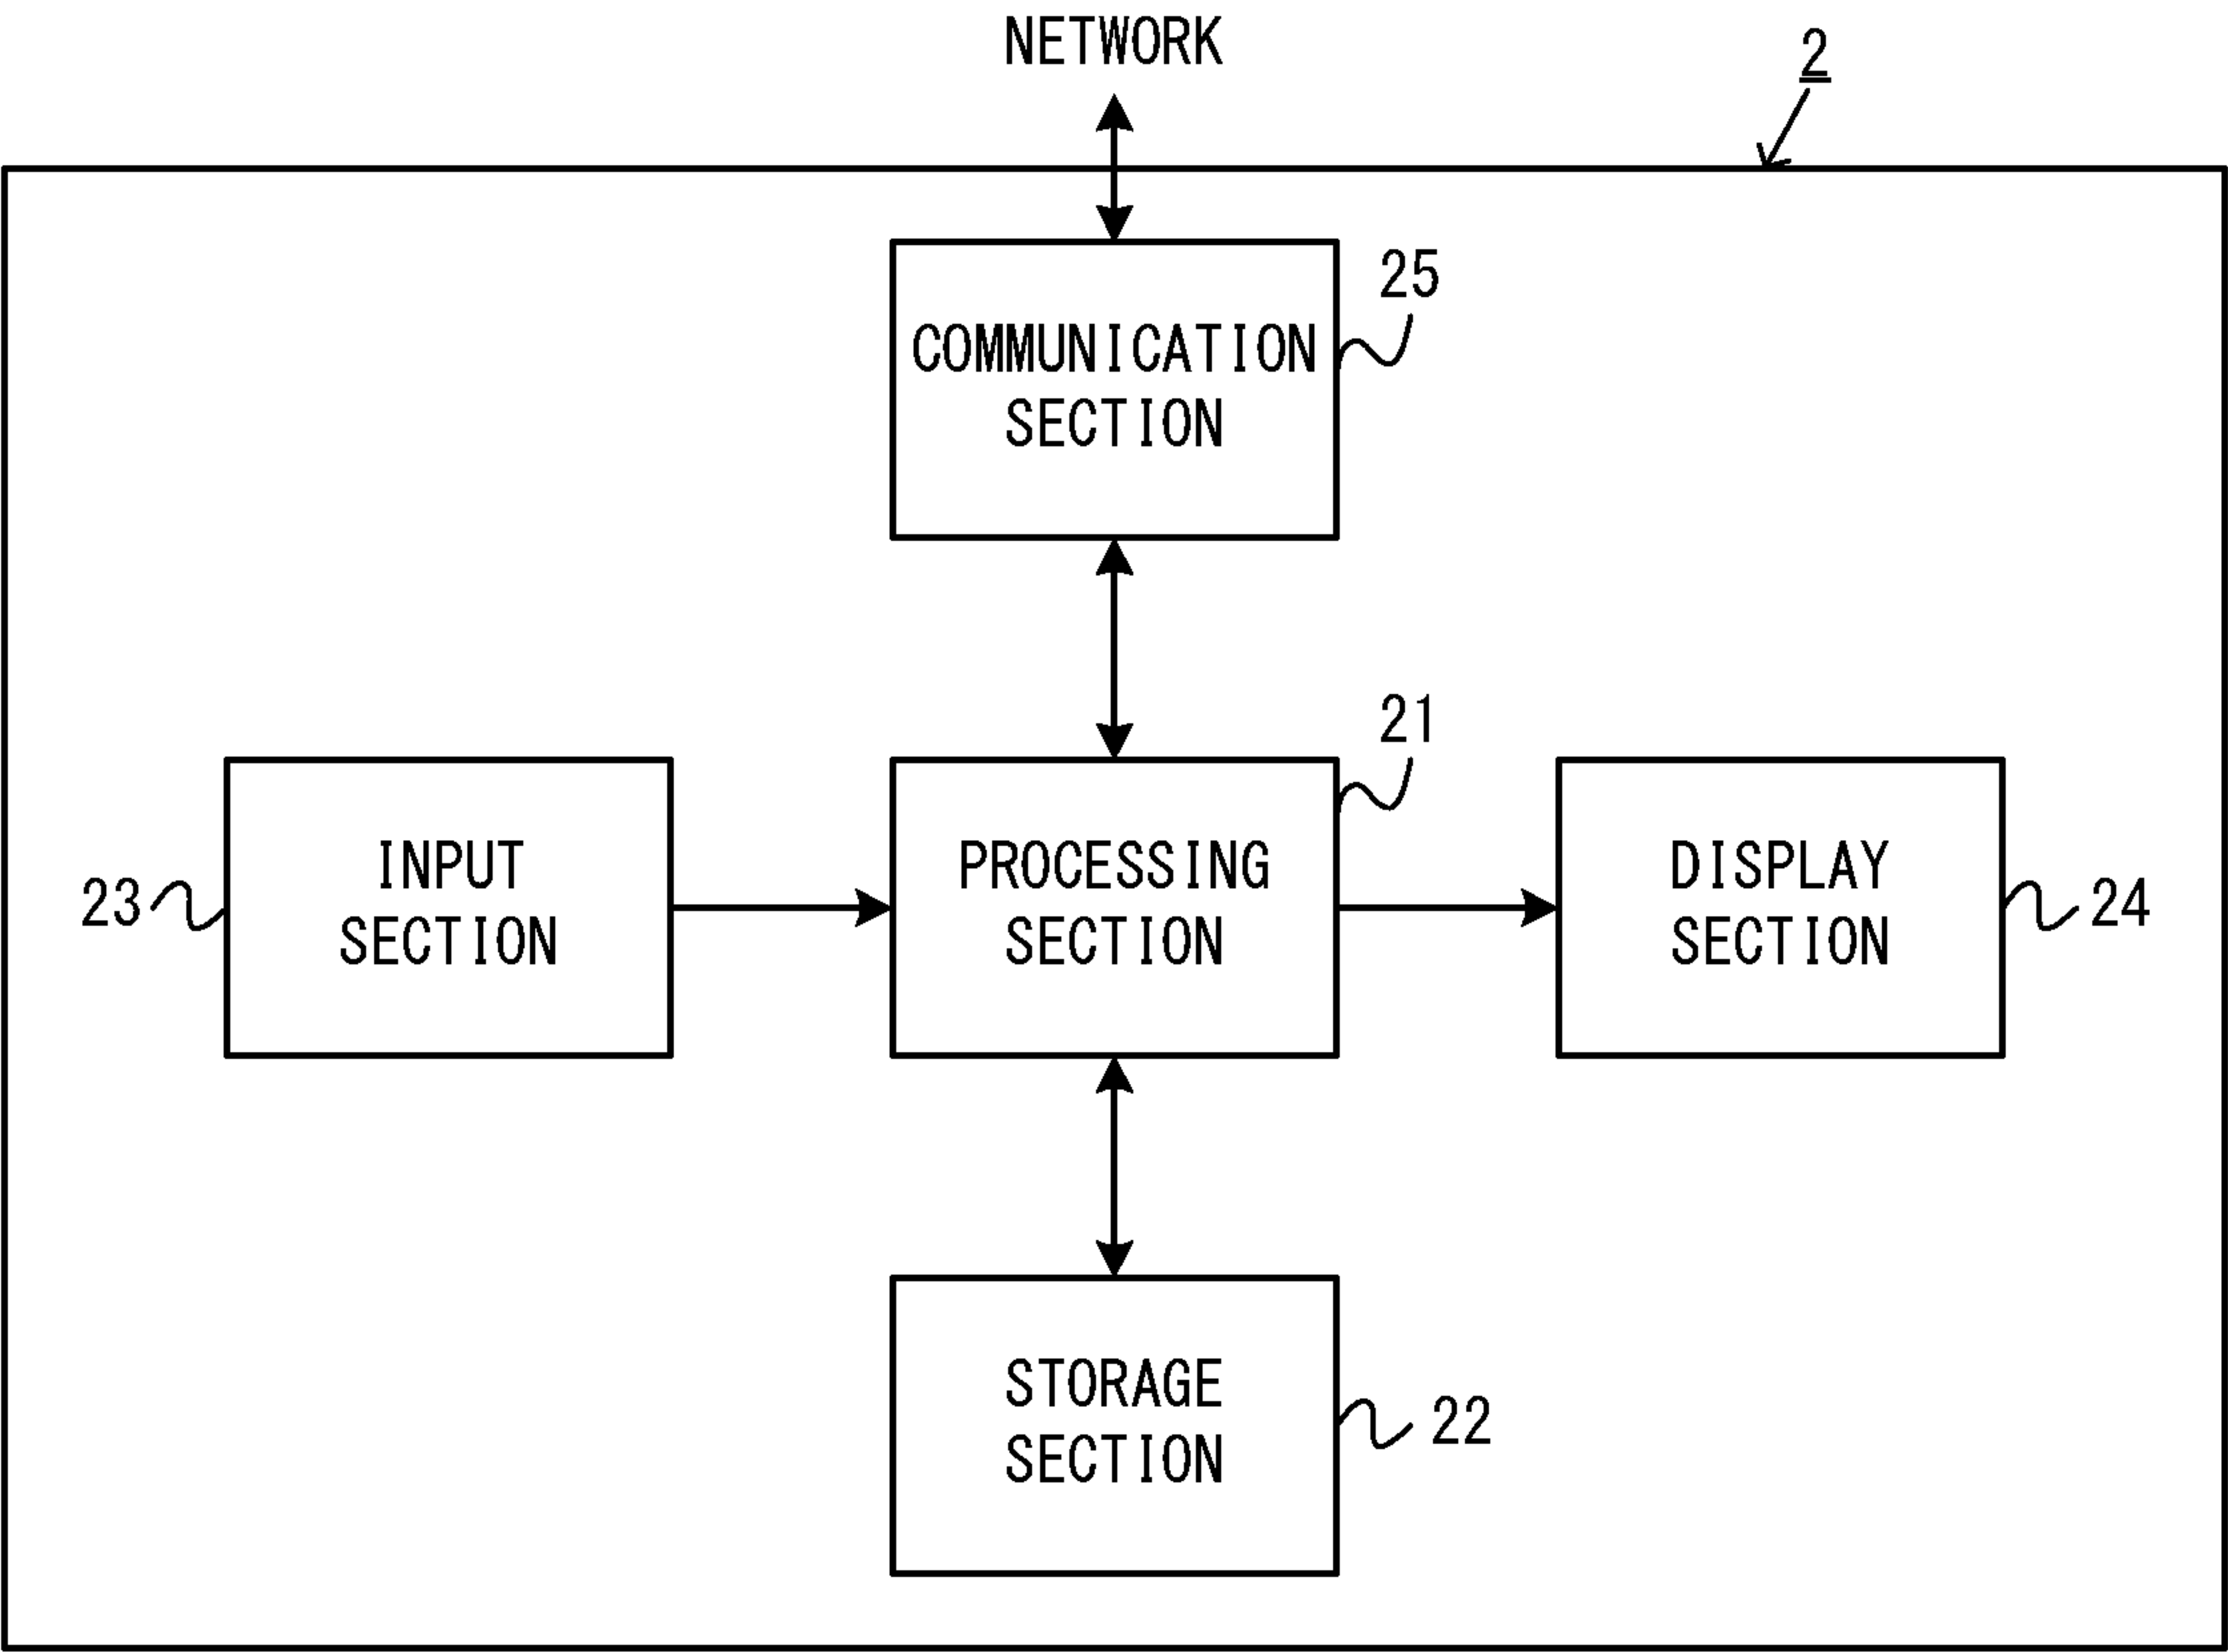 NETWORK
2
25
COMMUNICATION
SECTION
21
INPUT
SECTION
23
PROCESSING
SECTION
DISPLAY
SECTION
24
STORAGE
SECTION
22